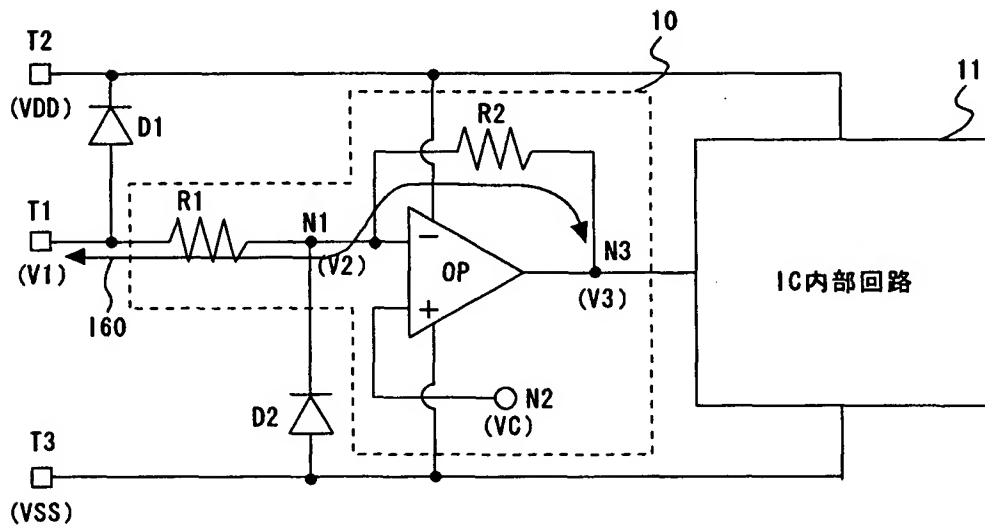 10
T2
(VDD)
D1
R2
11
T1
(V1)
R1
N1
(V2)
−
OP
+
N3
(V3)
IC内部回路
I60
N2
(VC)
D2
T3
(VSS)